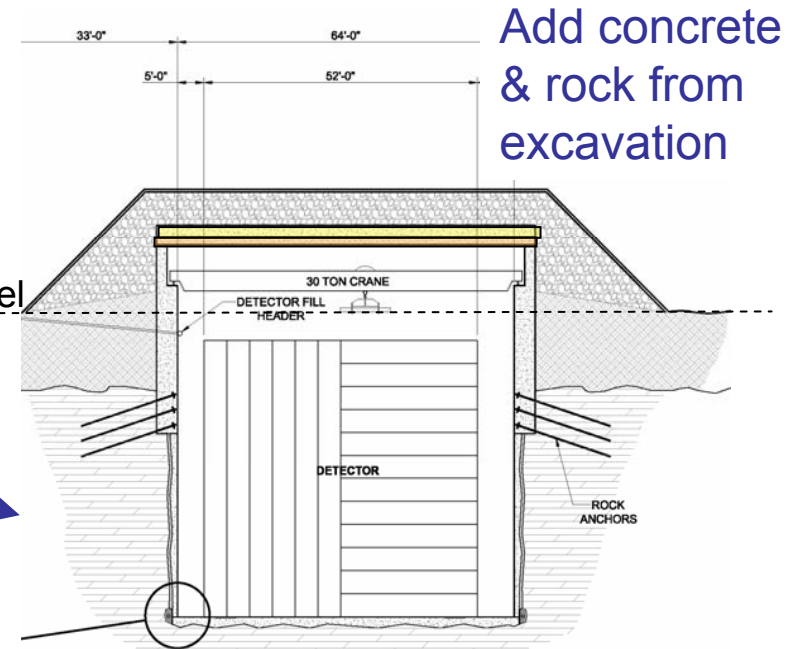 33'-0"
64'-0"
Add concrete
& rock from
excavation
5'-0"
52'-0"
30 TON CRANE
el
DETECTOR FILL
HEADER
DETECTOR
ROCK
ANCHORS